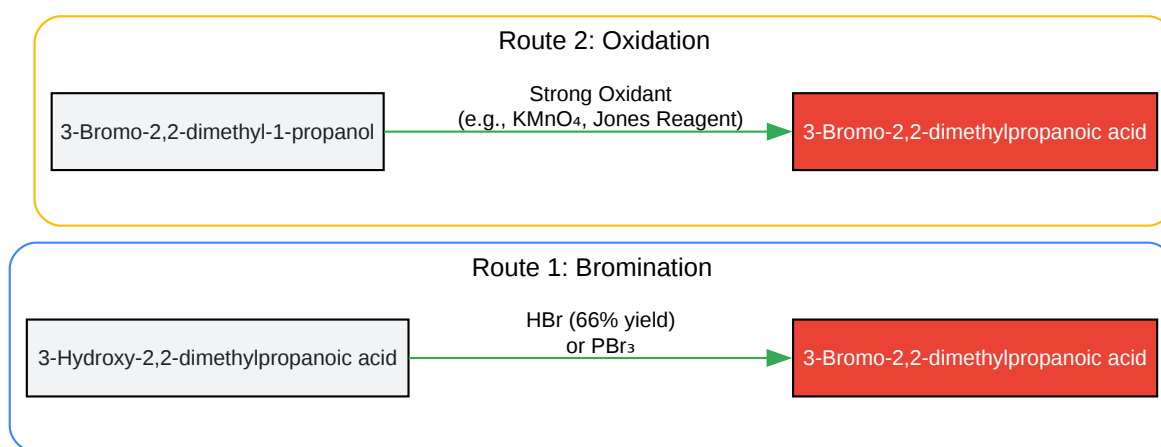 Route 2: Oxidation
3-Bromo-2,2-dimethyl-1-propanol
Strong Oxidant
(e.g., KMnO₄, Jones Reagent)
3-Bromo-2,2-dimethylpropanoic acid
Route 1: Bromination
3-Hydroxy-2,2-dimethylpropanoic acid
HBr (66% yield)
or PBr₃
3-Bromo-2,2-dimethylpropanoic acid